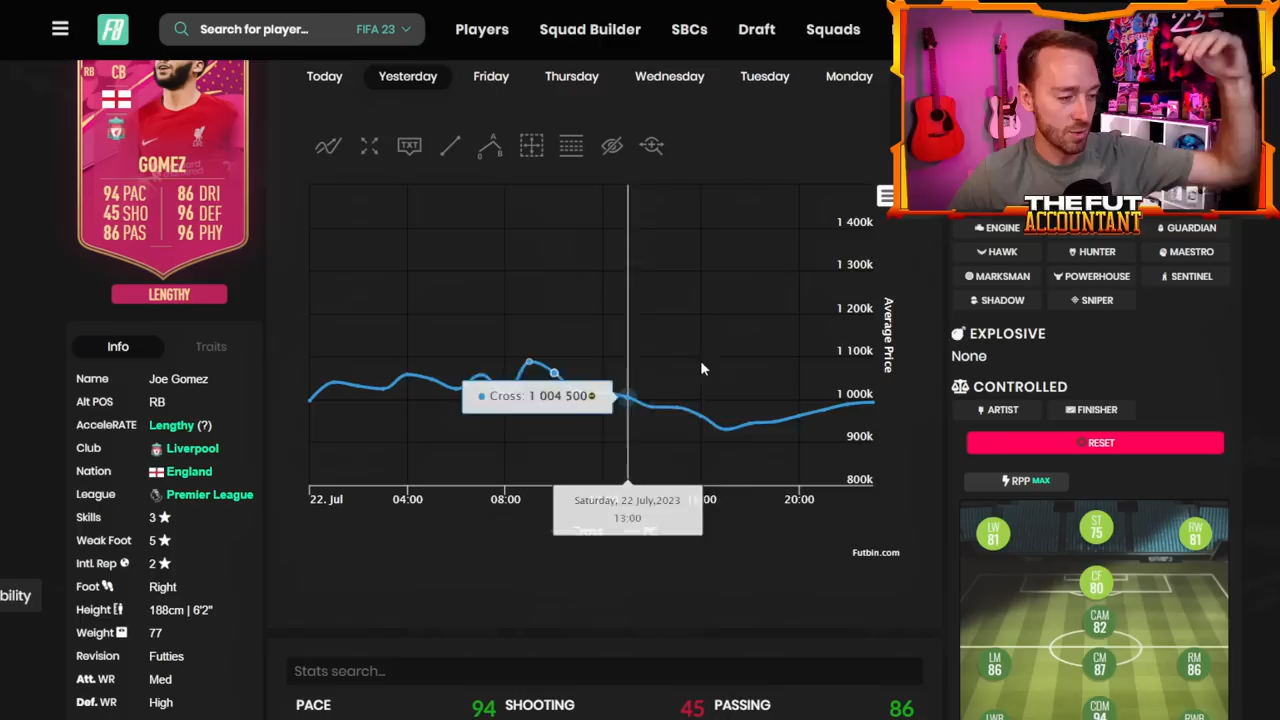 F8
Search for player...
FIFA 23
Players
Squad Builder
SBCs
Draft
Squads
THE FUT
ACCOUNTANT
RB
CB
GOMEZ
94 PAC
86 DRI
45 SHO
96 DEF
86 PAS
96 PHY
LENGTHY
Today
Yesterday
Friday
Thursday
Wednesday
Tuesday
Monday
TXT
1 400k
1 300k
1 200k
1 100k
1 000k
900k
800k
Average Price
Cross: 1 004 500
22. Jul
04:00
08:00
20:00
Saturday, 22 July,2023
13:00
Futbin.com
Info
Traits
Name
Joe Gomez
Alt POS
RB
AcceleRATE
Lengthy (?)
Club
Liverpool
Nation
England
League
Premier League
Skills
3
Weak Foot
5
Intl. Rep
2
Foot
Right
Height
188cm | 6'2"
Weight
77
Revision
Futties
Att. WR
Med
Def. WR
High
bility
Stats search...
PACE
94
SHOOTING
45
PASSING
86
ENGINE
GUARDIAN
HAWK
HUNTER
MAESTRO
MARKSMAN
POWERHOUSE
SENTINEL
SHADOW
SNIPER
EXPLOSIVE
None
CONTROLLED
ARTIST
FINISHER
RESET
RPP MAX
LW
81
ST
75
RW
81
CF
80
CAM
82
LM
86
CM
87
RM
86
CDM
94
LWB
RWB